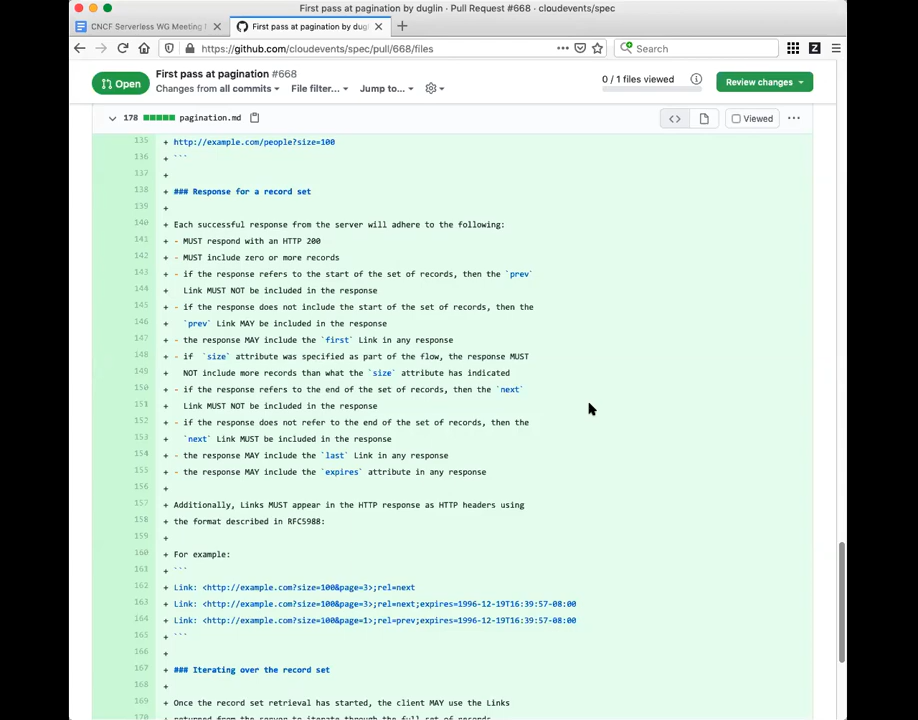 First pass at pagination by duglin · Pull Request #668 · cloudevents/spec
CNCF Serverless WG Meeting
First pass at pagination by dug
https://github.com/cloudevents/spec/pull/668/files
Search
Open
First pass at pagination #668
Changes from all commits
File filter...
Jump to...
0 / 1 files viewed
Review changes
178 pagination.md
Viewed
135 + http://example.com/people?size=100
136 + ```
137 +
138 + ### Response for a record set
139 +
140 + Each successful response from the server will adhere to the following:
141 + - MUST respond with an HTTP 200
142 + - MUST include zero or more records
143 + - if the response refers to the start of the set of records, then the `prev`
144 + Link MUST NOT be included in the response
145 + - if the response does not include the start of the set of records, then the
146 + `prev` Link MAY be included in the response
147 + - the response MAY include the `first` Link in any response
148 + - if `size` attribute was specified as part of the flow, the response MUST
149 + NOT include more records than what the `size` attribute has indicated
150 + - if the response refers to the end of the set of records, then the `next`
151 + Link MUST NOT be included in the response
152 + - if the response does not refer to the end of the set of records, then the
153 + `next` Link MUST be included in the response
154 + - the response MAY include the `last` Link in any response
155 + - the response MAY include the `expires` attribute in any response
156 +
157 + Additionally, Links MUST appear in the HTTP response as HTTP headers using
158 + the format described in RFC5988:
159 +
160 + For example:
161 + ```
162 + Link: <http://example.com?size=100&page=3>;rel=next
163 + Link: <http://example.com?size=100&page=3>;rel=next;expires=1996-12-19T16:39:57-08:00
164 + Link: <http://example.com?size=100&page=1>;rel=prev;expires=1996-12-19T16:39:57-08:00
165 + ```
166 +
167 + ### Iterating over the record set
168 +
169 + Once the record set retrieval has started, the client MAY use the Links
170 + returned from the server to iterate through the full set of records.